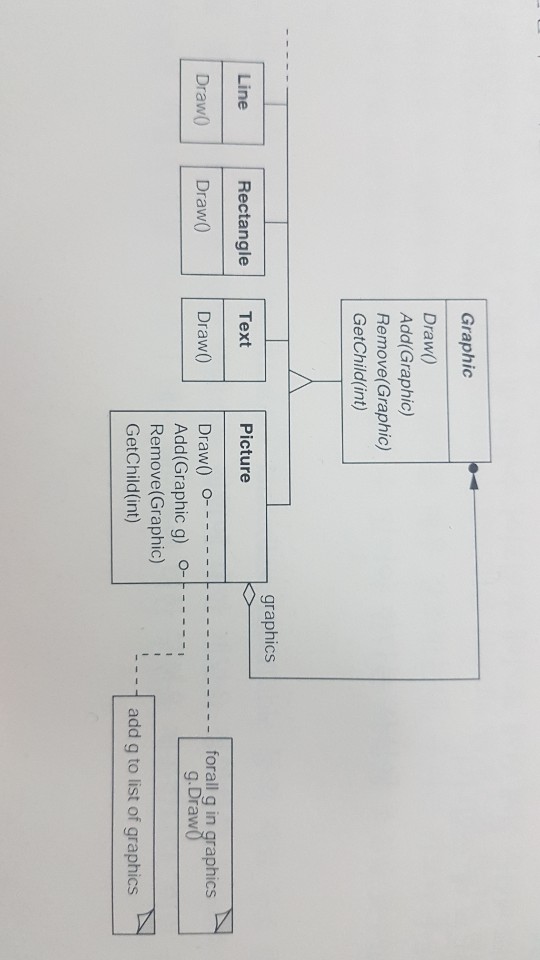 Graphic
Draw()
Add(Graphic)
Remove(Graphic)
GetChild(int)
graphics
Line
Draw()
Rectangle
Draw()
Text
Draw()
Picture
Draw()
Add(Graphic g)
Remove(Graphic)
GetChild(int)
forall g in graphics
g.Draw()
add g to list of graphics